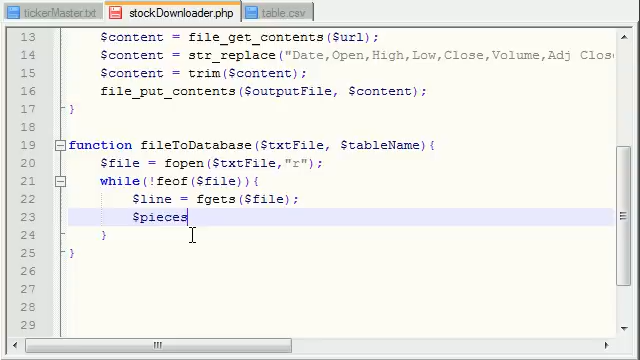 tickerMaster.txt stockDownloader.php table.csv
13 $content = file_get_contents($url);
14 $content = str_replace("Date,Open,High,Low,Close,Volume,Adj Close
15 $content = trim($content);
16 file_put_contents($outputFile, $content);
17 }
18
19 function fileToDatabase($txtFile, $tableName){
20 $file = fopen($txtFile,"r");
21 while(!feof($file)){
22 $line = fgets($file);
23 $pieces
24 }
25 }
26
27
28
29